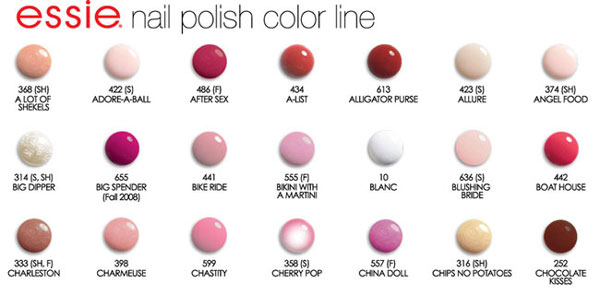 essie nail polish color line
368 (SH)
A LOT OF
SHEKELS
422 (S)
ADORE-A-BALL
486 (F)
AFTER SEX
434
A-LIST
613
ALLIGATOR PURSE
423 (S)
ALLURE
374 (SH)
ANGEL FOOD
314 (S, SH)
BIG DIPPER
655
BIG SPENDER
(Fall 2008)
441
BIKE RIDE
555 (F)
BIKINI WITH
A MARTINI
10
BLANC
636 (S)
BLUSHING
BRIDE
442
BOAT HOUSE
333 (SH, F)
CHARLESTON
398
CHARMEUSE
599
CHASTITY
358 (S)
CHERRY POP
557 (F)
CHINA DOLL
316 (SH)
CHIPS NO POTATOES
252
CHOCOLATE
KISSES